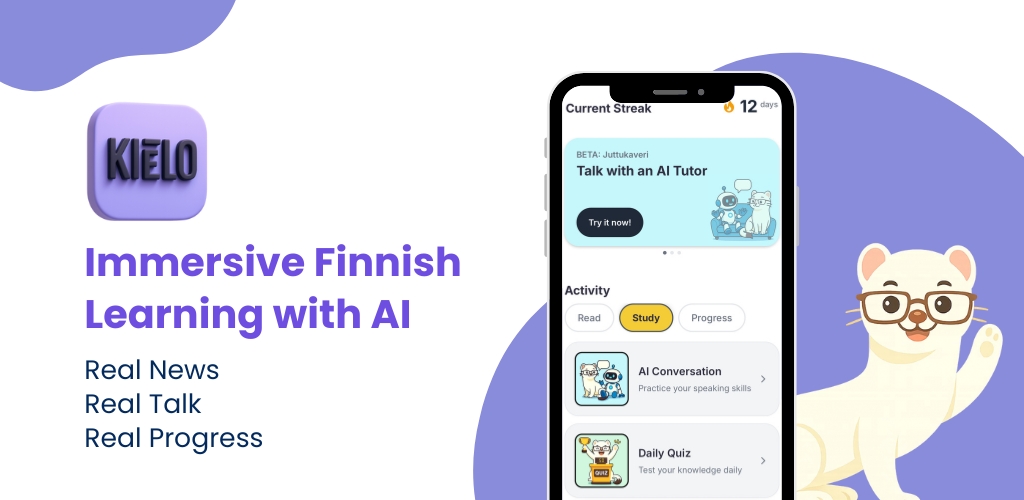 KIELO
Immersive Finnish
Learning with AI
Real News
Real Talk
Real Progress
Current Streak
12 days
BETA: Juttukaveri
Talk with an AI Tutor
Try it now!
Activity
Read
Study
Progress
AI Conversation
Practice your speaking skills
QUIZ
Daily Quiz
Test your knowledge daily